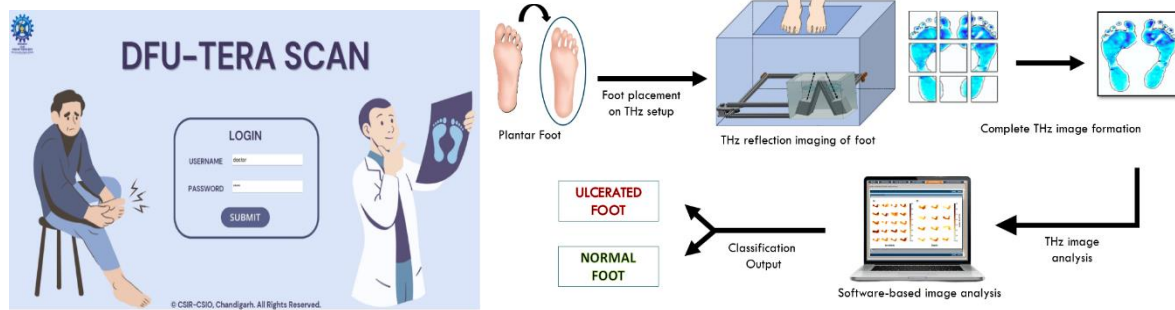 DFU-TERA SCAN
LOGIN
USERNAME
doctor
PASSWORD
SUBMIT
© CSIR-CSIO, Chandigarh. All Rights Reserved.
Plantar Foot
Foot placement
on THz setup
THz reflection imaging of foot
Complete THz image formation
THz image
analysis
Software-based image analysis
Classification
Output
ULCERATED
FOOT
NORMAL
FOOT